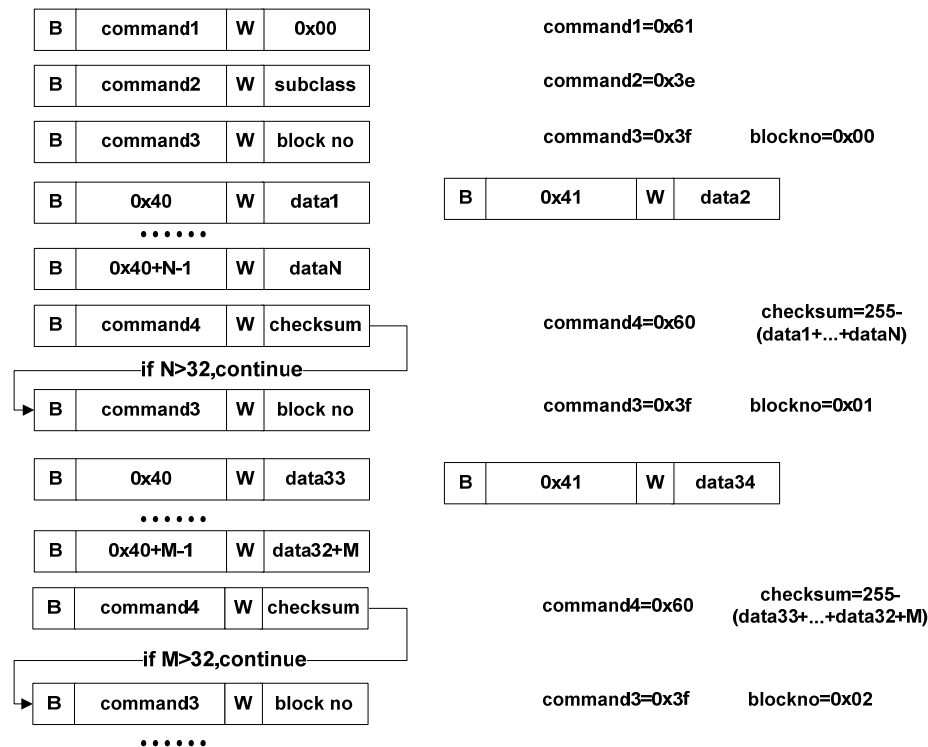 B command1 W 0x00 command1=0x61
B command2 W subclass command2=0x3e
B command3 W block no command3=0x3f blockno=0x00
B 0x40 W data1 B 0x41 W data2
......
B 0x40+N-1 W dataN
B command4 W checksum command4=0x60 checksum=255-
(data1+...+dataN)
if N>32,continue
B command3 W block no command3=0x3f blockno=0x01
B 0x40 W data33 B 0x41 W data34
......
B 0x40+M-1 W data32+M
B command4 W checksum command4=0x60 checksum=255-
(data33+...+data32+M)
if M>32,continue
B command3 W block no command3=0x3f blockno=0x02
......